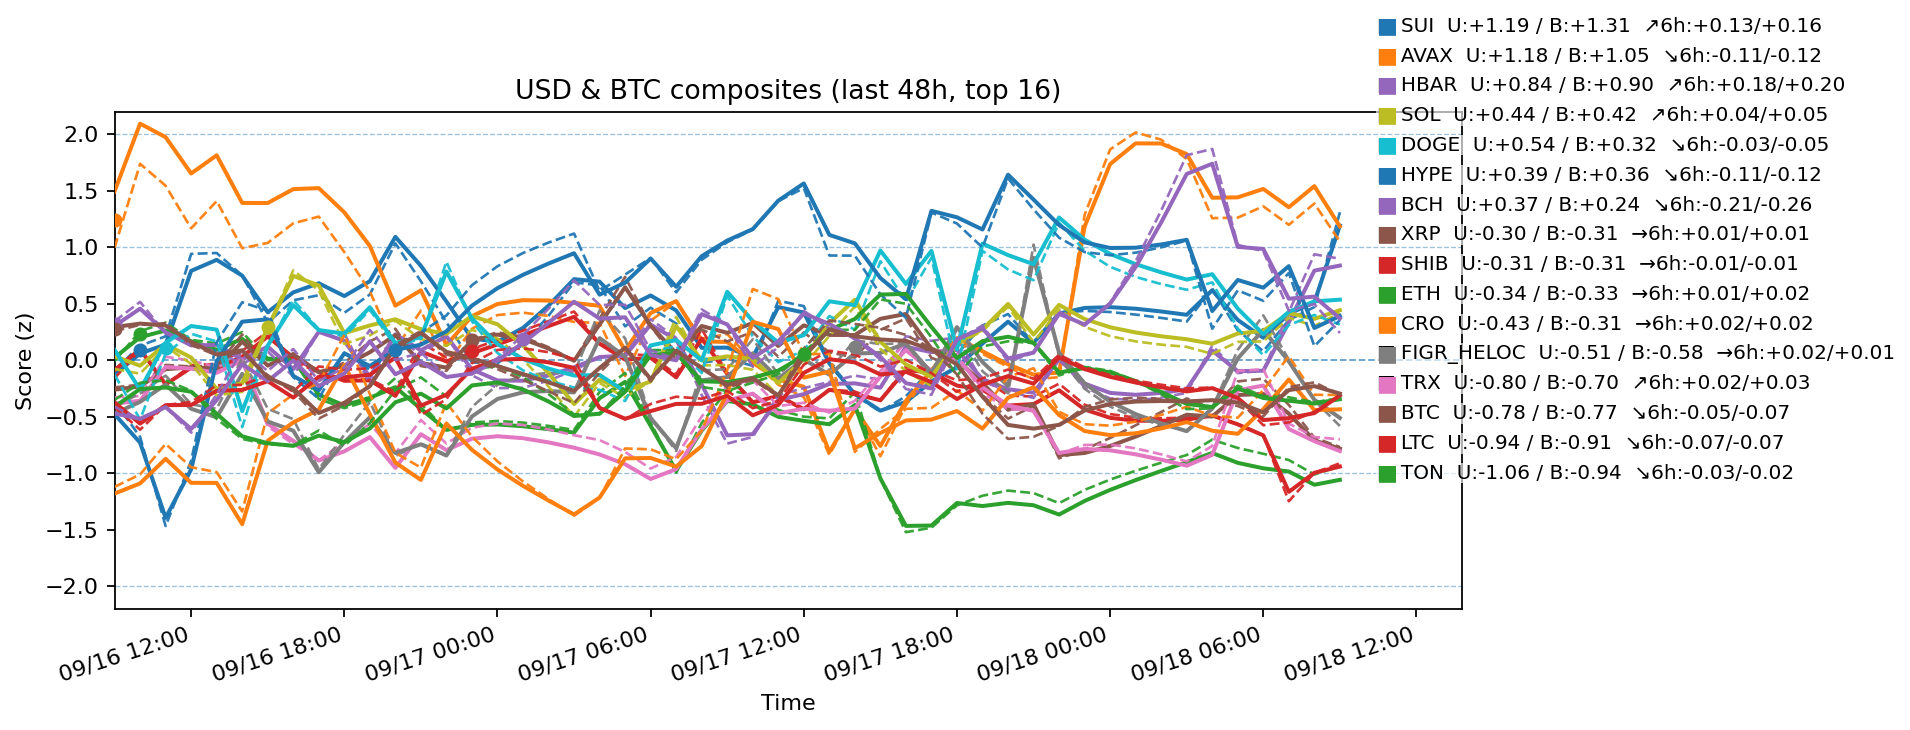 SUI U:+1.19 / B:+1.31 ↗6h:+0.13/+0.16
AVAX U:+1.18 / B:+1.05 ↘6h:-0.11/-0.12
HBAR U:+0.84 / B:+0.90 ↗6h:+0.18/+0.20
SOL U:+0.44 / B:+0.42 ↗6h:+0.04/+0.05
DOGE U:+0.54 / B:+0.32 ↘6h:-0.03/-0.05
HYPE U:+0.39 / B:+0.36 ↘6h:-0.11/-0.12
BCH U:+0.37 / B:+0.24 ↘6h:-0.21/-0.26
XRP U:-0.30 / B:-0.31 →6h:+0.01/+0.01
SHIB U:-0.31 / B:-0.31 →6h:-0.01/-0.01
ETH U:-0.34 / B:-0.33 →6h:+0.01/+0.02
CRO U:-0.43 / B:-0.31 →6h:+0.02/+0.02
FIGR_HELOC U:-0.51 / B:-0.58 →6h:+0.02/+0.01
TRX U:-0.80 / B:-0.70 ↗6h:+0.02/+0.03
BTC U:-0.78 / B:-0.77 ↘6h:-0.05/-0.07
LTC U:-0.94 / B:-0.91 ↘6h:-0.07/-0.07
TON U:-1.06 / B:-0.94 ↘6h:-0.03/-0.02
USD & BTC composites (last 48h, top 16)
2.0
1.5
1.0
0.5
0.0
−0.5
−1.0
−1.5
−2.0
Score (z)
09/16 12:00
09/16 18:00
09/17 00:00
09/17 06:00
09/17 12:00
09/17 18:00
09/18 00:00
09/18 06:00
09/18 12:00
Time